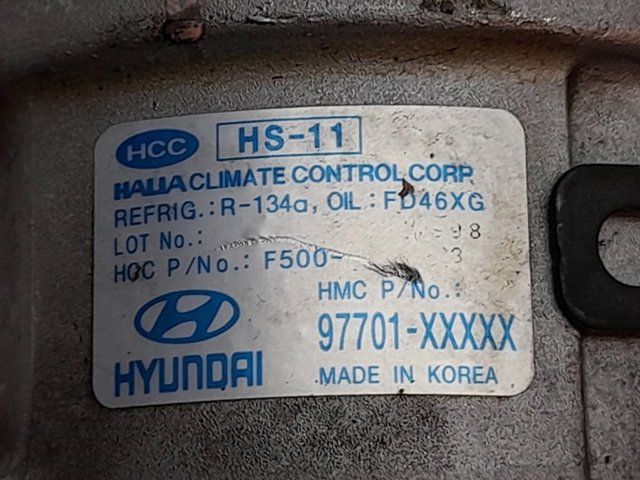 HCC HS-11
HALLA CLIMATE CONTROL CORP.
REFRIG.: R-134a, OIL: FD46XG
LOT No.:
HCC P/No.: F500-
HMC P/No.:
HYUNDAI 97701-XXXXX
MADE IN KOREA